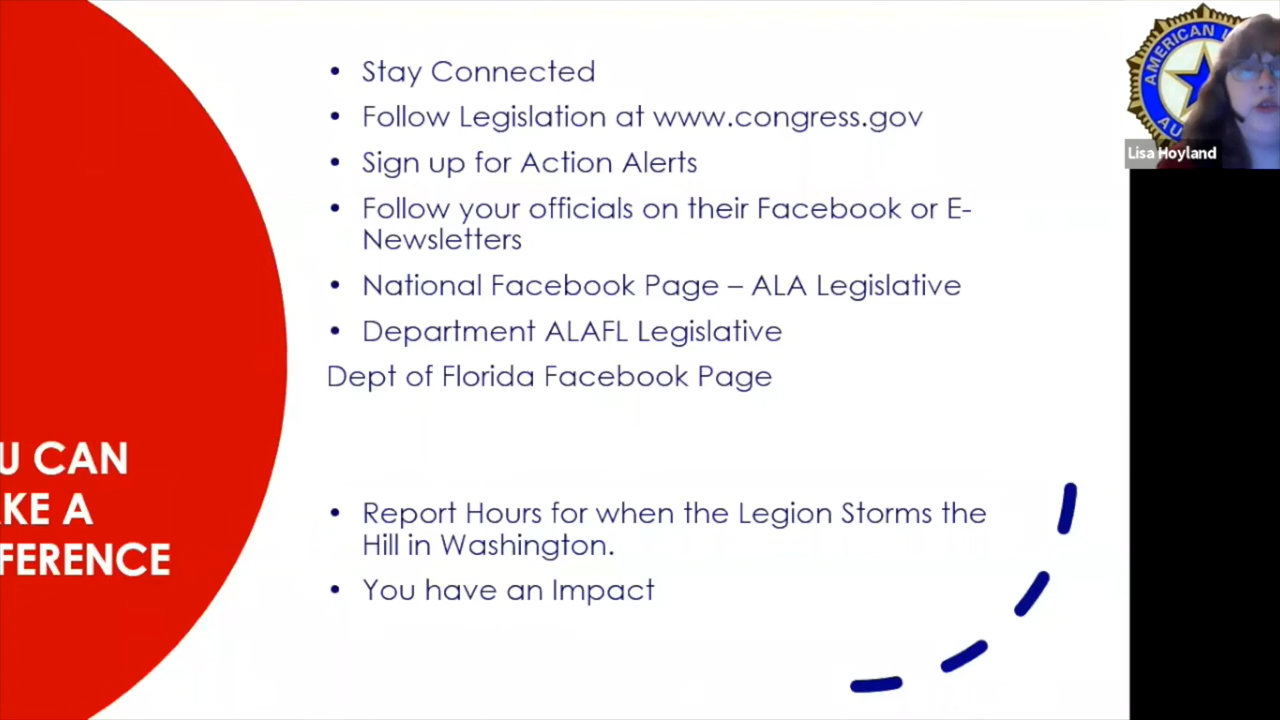 • Stay Connected
• Follow Legislation at www.congress.gov
• Sign up for Action Alerts
• Follow your officials on their Facebook or E-
Newsletters
• National Facebook Page – ALA Legislative
• Department ALAFL Legislative
Dept of Florida Facebook Page
• Report Hours for when the Legion Storms the
Hill in Washington.
• You have an Impact
U CAN
KE A
FERENCE
AMERICAN
AU
Lisa Hoyland